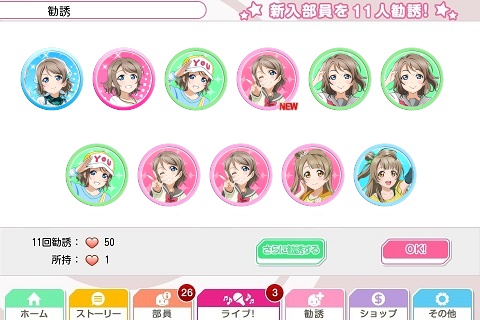 勧誘
新入部員を11人勧誘!
YOU
NEW
YOU
11回勧誘: 50
所持: 1
さらに勧誘する
OK!
26
3
ホーム
ストーリー
部員
ライブ!
勧誘
ショップ
その他